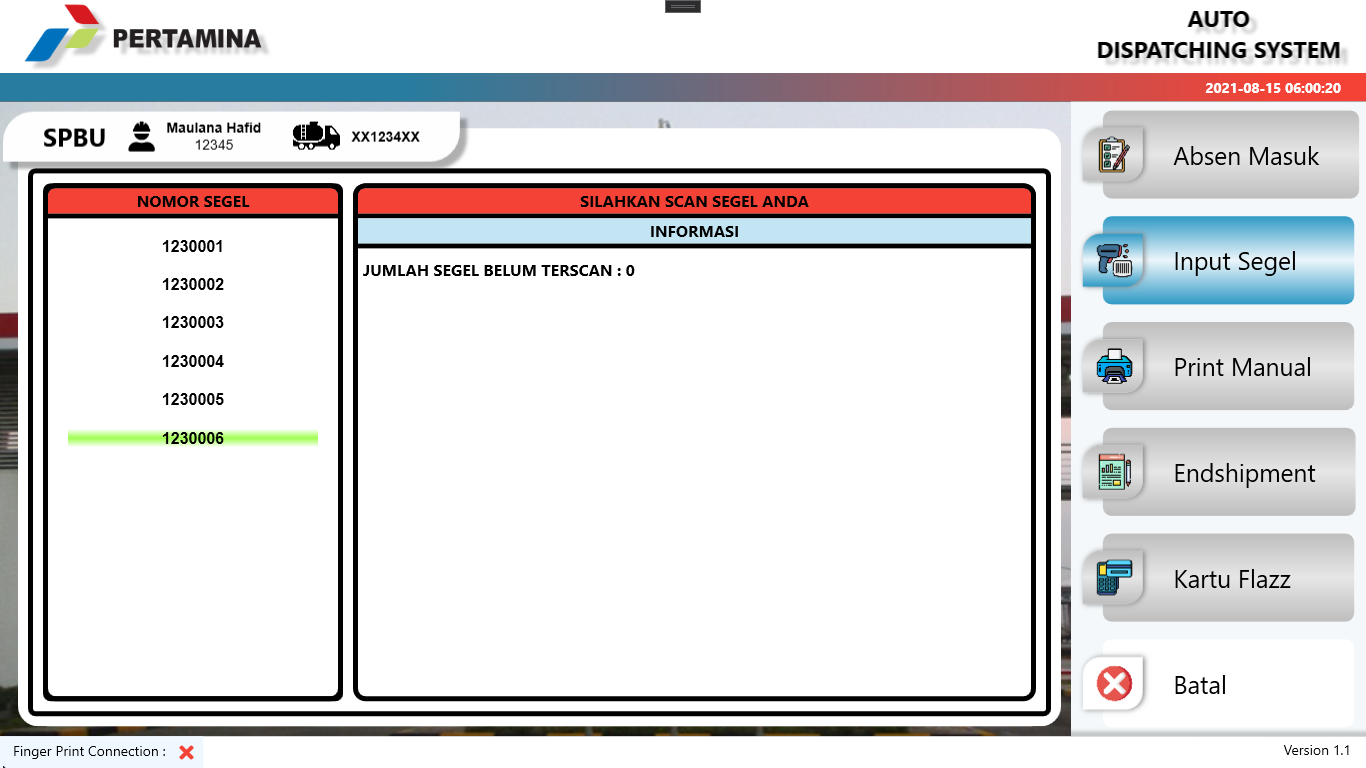 PERTAMINA
AUTO
DISPATCHING SYSTEM
2021-08-15 06:00:20
SPBU
Maulana Hafid
12345
XX1234XX
NOMOR SEGEL
1230001
1230002
1230003
1230004
1230005
1230006
SILAHKAN SCAN SEGEL ANDA
INFORMASI
JUMLAH SEGEL BELUM TERSCAN : 0
Absen Masuk
Input Segel
Print Manual
Endshipment
Kartu Flazz
Batal
Finger Print Connection :
Version 1.1